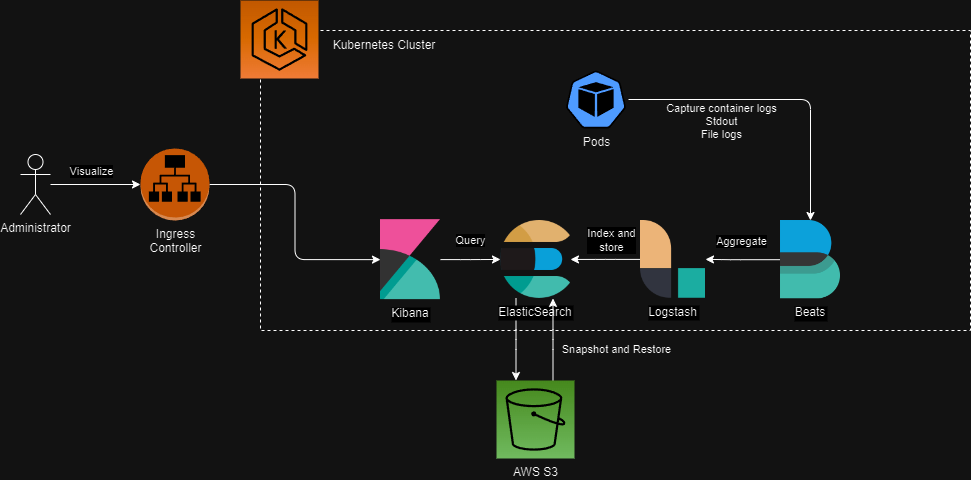 K
Kubernetes Cluster
Capture container logs
Stdout
File logs
Pods
Visualize
Administrator
Ingress
Controller
Query
Index and
store
Aggregate
Kibana
ElasticSearch
Logstash
Beats
Snapshot and Restore
AWS S3